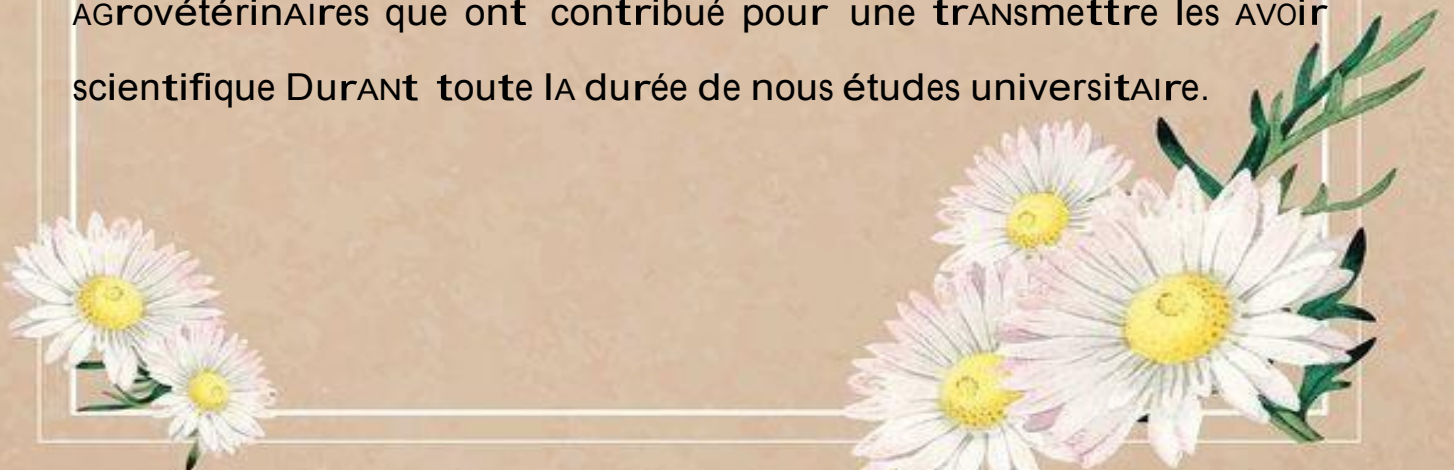 AGrovétérinAIres que ont contribué pour une trANsmettre les AVOir
scientifique DurANt toute lA durée de nous études universitAIre.